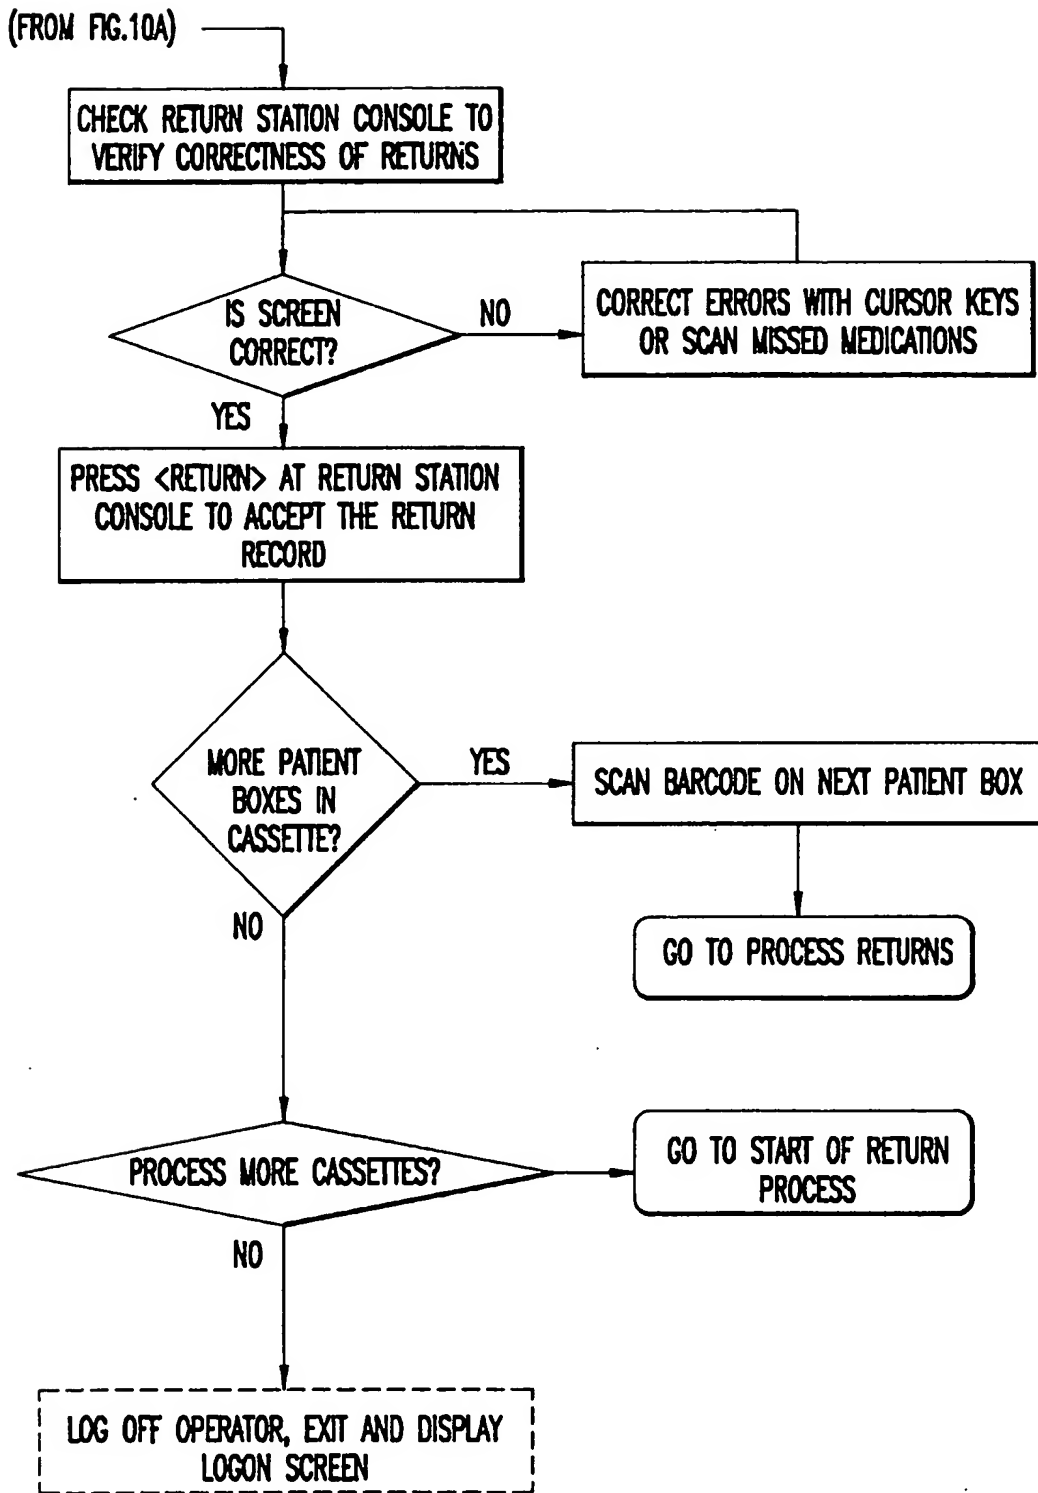 (FROM FIG.10A)
CHECK RETURN STATION CONSOLE TO
VERIFY CORRECTNESS OF RETURNS
IS SCREEN
CORRECT?
NO
CORRECT ERRORS WITH CURSOR KEYS
OR SCAN MISSED MEDICATIONS
YES
PRESS <RETURN> AT RETURN STATION
CONSOLE TO ACCEPT THE RETURN
RECORD
MORE PATIENT
BOXES IN
CASSETTE?
YES
SCAN BARCODE ON NEXT PATIENT BOX
NO
GO TO PROCESS RETURNS
PROCESS MORE CASSETTES?
GO TO START OF RETURN
PROCESS
NO
LOG OFF OPERATOR, EXIT AND DISPLAY
LOGON SCREEN